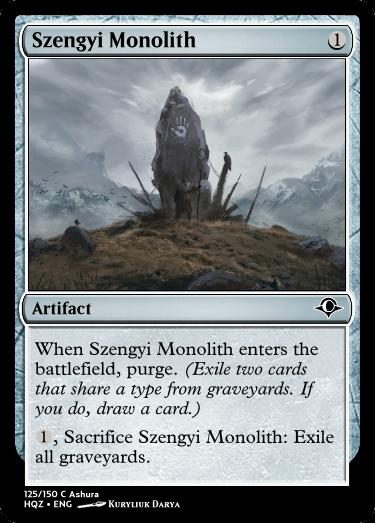 Szengyi Monolith 1
Artifact
When Szengyi Monolith enters the
battlefield, purge. (Exile two cards
that share a type from graveyards. If
you do, draw a card.)
1, Sacrifice Szengyi Monolith: Exile
all graveyards.
125/150 C Ashura
HQZ • ENG Kuryliuk Darya